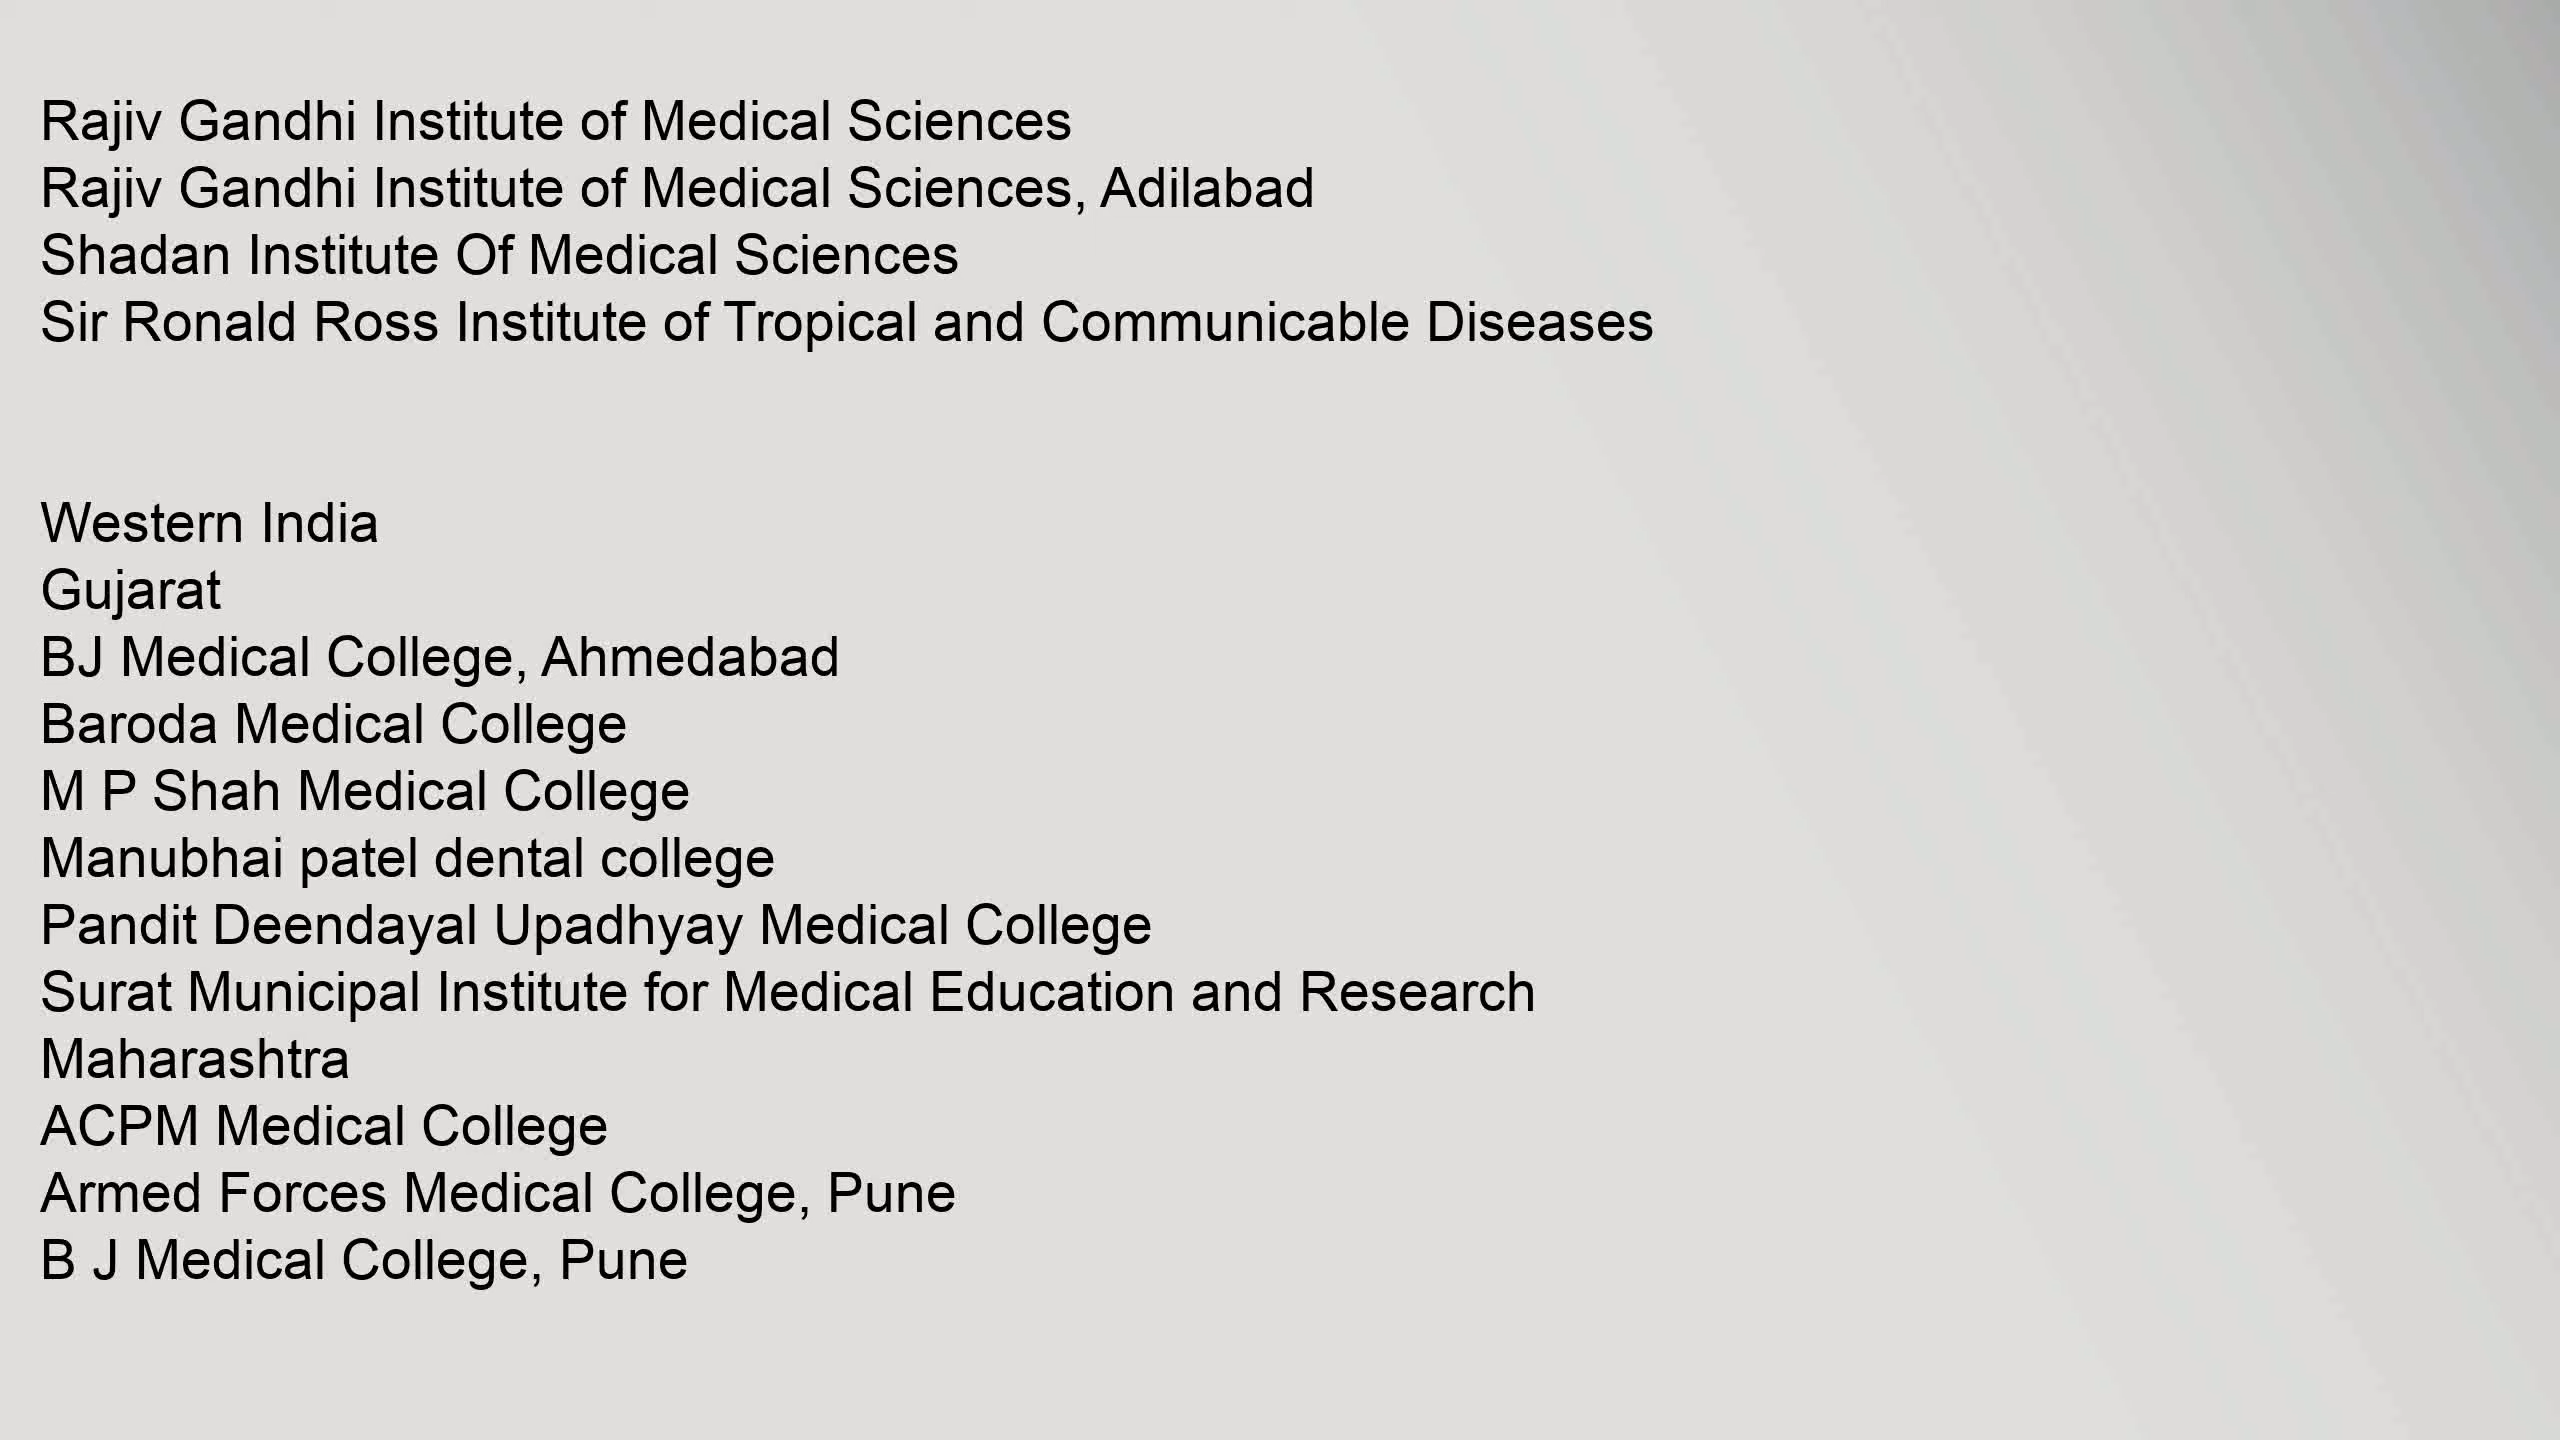 Rajiv Gandhi Institute of Medical Sciences
Rajiv Gandhi Institute of Medical Sciences, Adilabad
Shadan Institute Of Medical Sciences
Sir Ronald Ross Institute of Tropical and Communicable Diseases
Western India
Gujarat
BJ Medical College, Ahmedabad
Baroda Medical College
M P Shah Medical College
Manubhai patel dental college
Pandit Deendayal Upadhyay Medical College
Surat Municipal Institute for Medical Education and Research
Maharashtra
ACPM Medical College
Armed Forces Medical College, Pune
B J Medical College, Pune